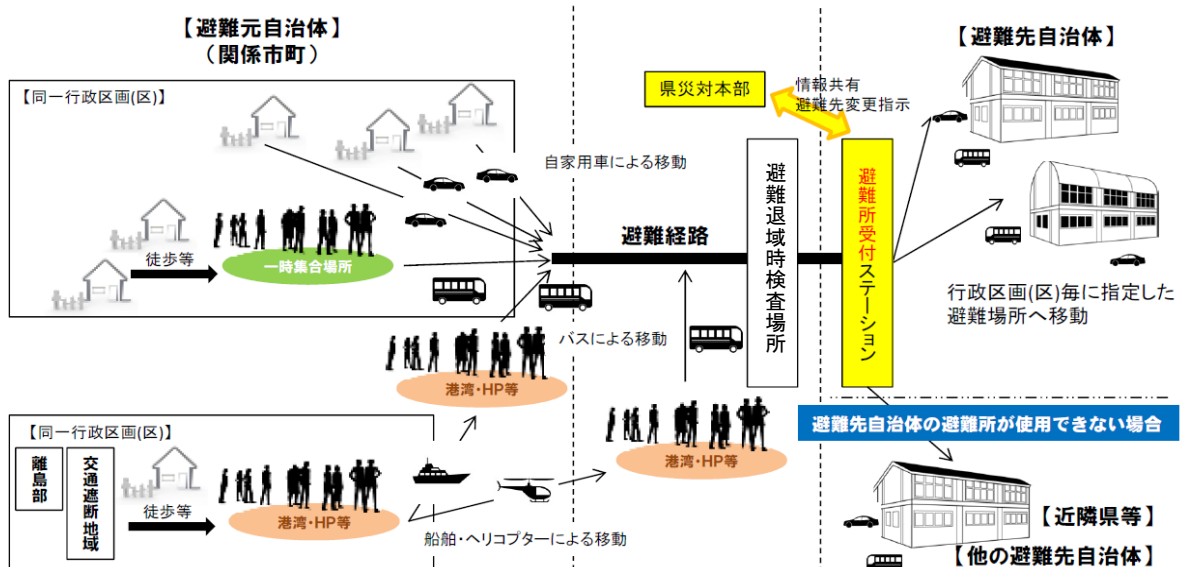 【避難元自治体】
(関係市町)
【同一行政区画(区)】
自家用車による移動
徒歩等
一時集合場所
避難経路
バスによる移動
港湾・HP等
【同一行政区画(区)】
離島部
交通遮断地域
徒歩等
港湾・HP等
船舶・ヘリコプターによる移動
港湾・HP等
県災対本部
情報共有
避難先変更指示
避難退域時検査場所
避難所受付ステーション
【避難先自治体】
行政区画(区)毎に指定した
避難場所へ移動
避難先自治体の避難所が使用できない場合
【近隣県等】
【他の避難先自治体】